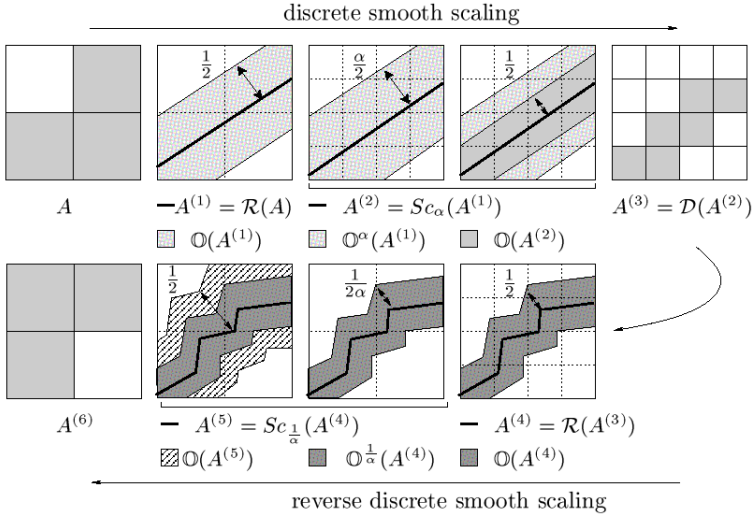 discrete smooth scaling
1/2 α/2 1/2
A A⁽¹⁾ = ℛ(A) A⁽²⁾ = Sc_α(A⁽¹⁾) A⁽³⁾ = 𝒟(A⁽²⁾)
𝕆(A⁽¹⁾) 𝕆^α(A⁽¹⁾) 𝕆(A⁽²⁾)
1/2 1/2α 1/2
A⁽⁶⁾ A⁽⁵⁾ = Sc_{1/α}(A⁽⁴⁾) A⁽⁴⁾ = ℛ(A⁽³⁾)
𝕆(A⁽⁵⁾) 𝕆^{1/α}(A⁽⁴⁾) 𝕆(A⁽⁴⁾)
reverse discrete smooth scaling